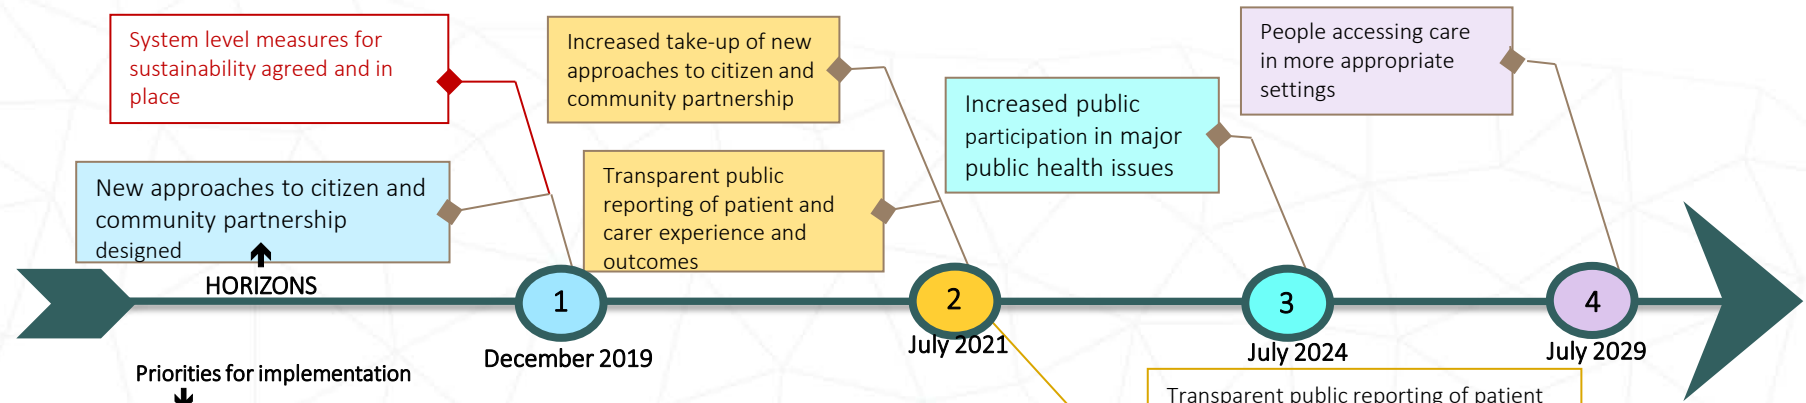 System level measures for
sustainability agreed and in
place
New approaches to citizen and
community partnership
designed
HORIZONS
Increased take-up of new
approaches to citizen and
community partnership
Transparent public
reporting of patient and
carer experience and
outcomes
Increased public
participation in major
public health issues
People accessing care
in more appropriate
settings
1
2
3
4
December 2019
July 2021
July 2024
July 2029
Priorities for implementation
Transparent public reporting of patient